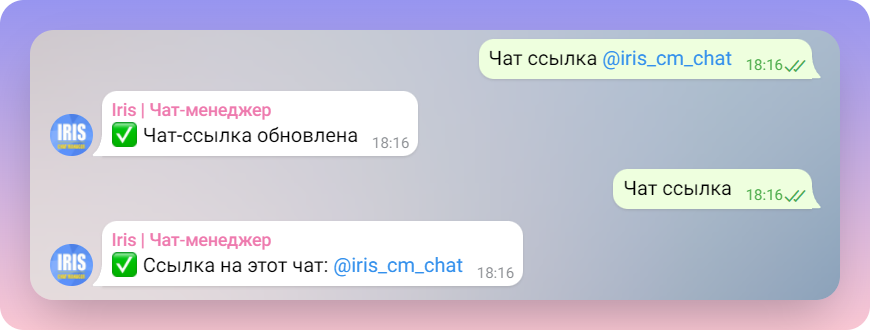 Чат ссылка @iris_cm_chat 18:16
Iris | Чат-менеджер
IRIS
✅ Чат-ссылка обновлена 18:16
Чат ссылка 18:16
Iris | Чат-менеджер
IRIS
✅ Ссылка на этот чат: @iris_cm_chat 18:16